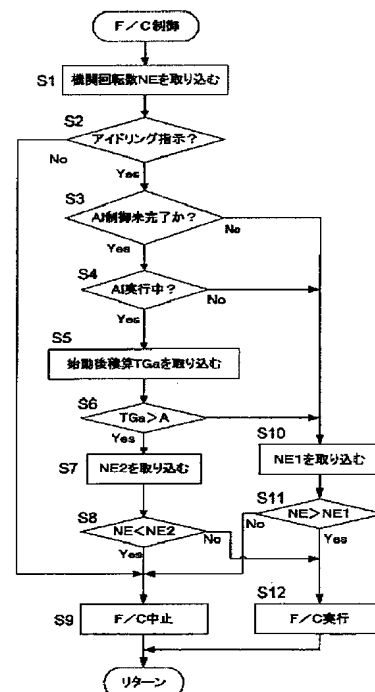 F／C制御
S1
機関回転数NEを取り込む
S2
アイドリング指示？
No
Yes
S3
AI制御未完了か？
No
Yes
S4
AI実行中？
No
Yes
S5
始動後積算TGaを取り込む
S6
TGa>A
Yes
S10
NE1を取り込む
S7
NE2を取り込む
S11
NE>NE1
No
Yes
S8
NE<NE2
No
Yes
S9
F／C中止
S12
F／C実行
リターン